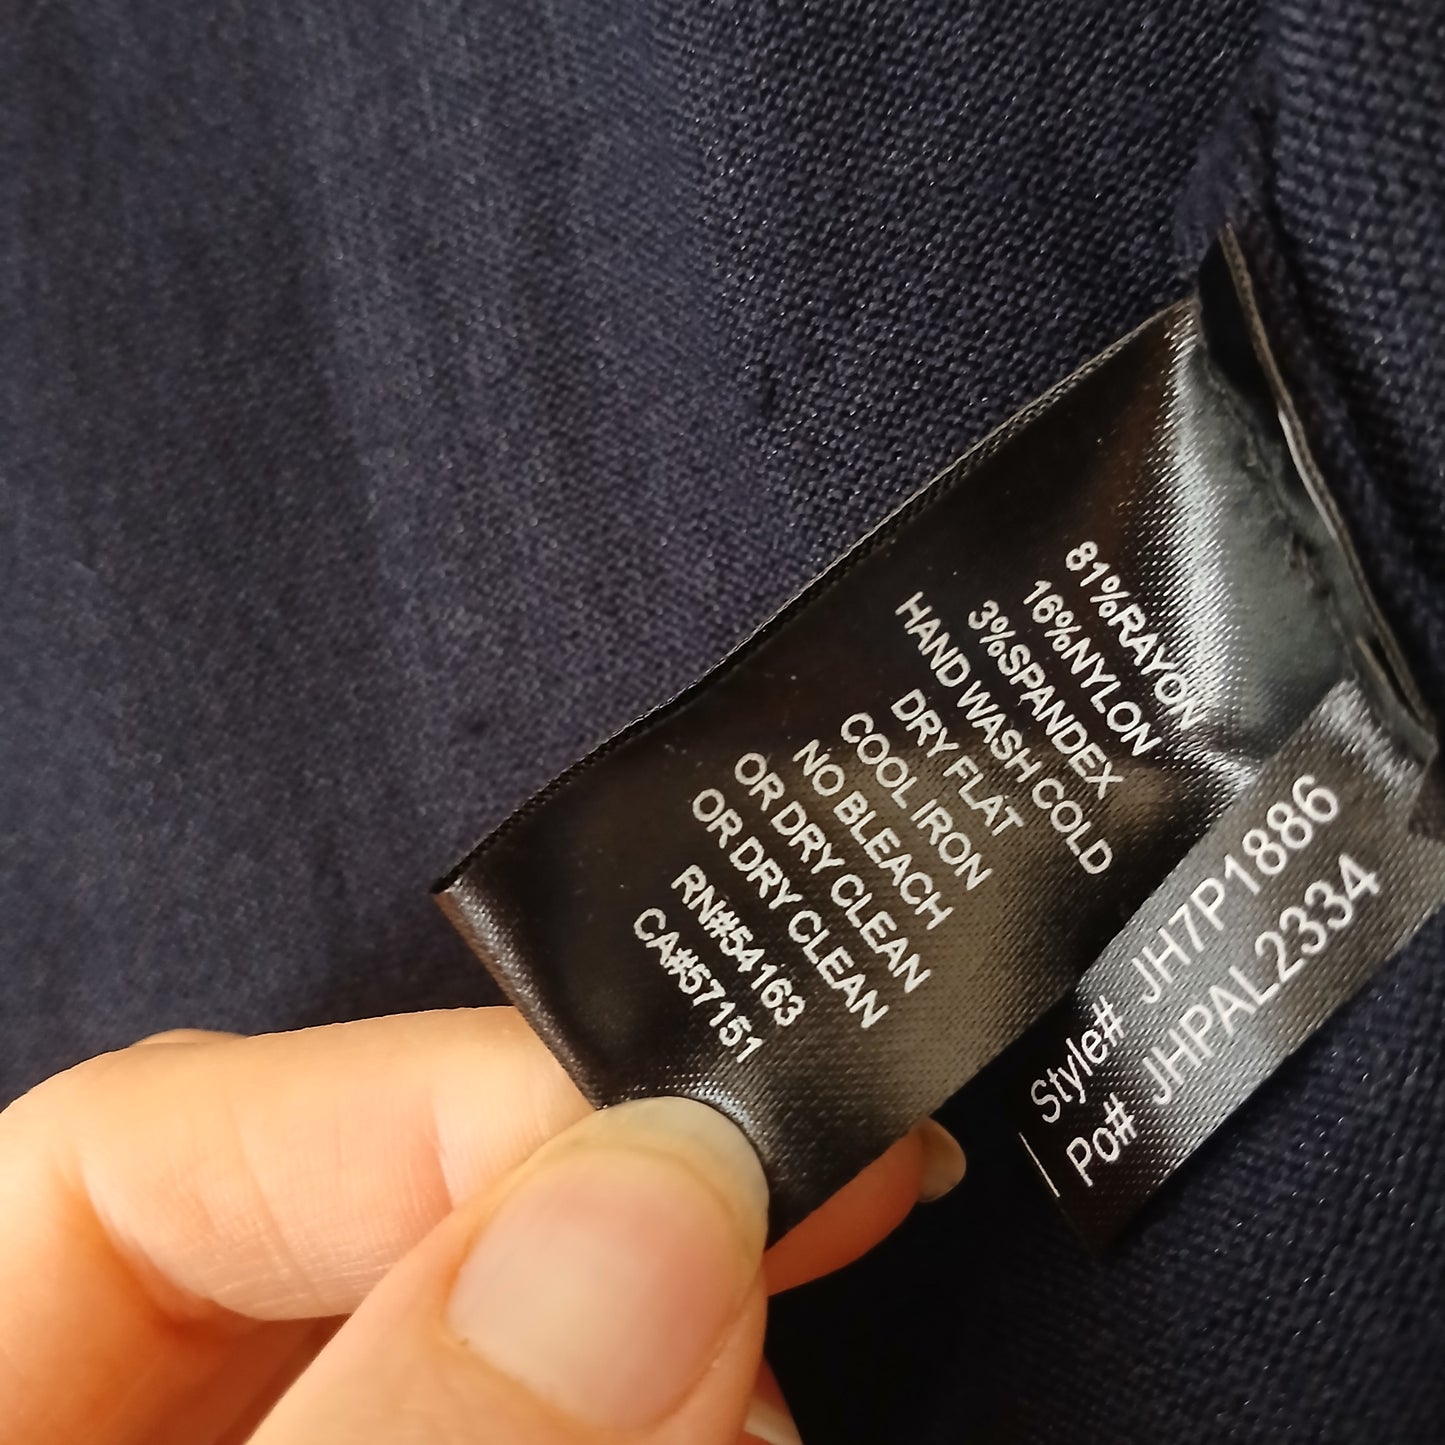 81%RAYON
16%NYLON
3%SPANDEX
HAND WASH COLD
DRY FLAT
COOL IRON
NO BLEACH
OR DRY CLEAN
OR DRY CLEAN
RN#54163
CA#57151
Style# JH7P1886
Po# JHPAL2334